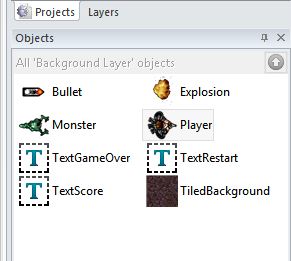 Projects Layers
Objects
All 'Background Layer' objects
Bullet Explosion
Monster Player
T TextGameOver T TextRestart
T TextScore TiledBackground